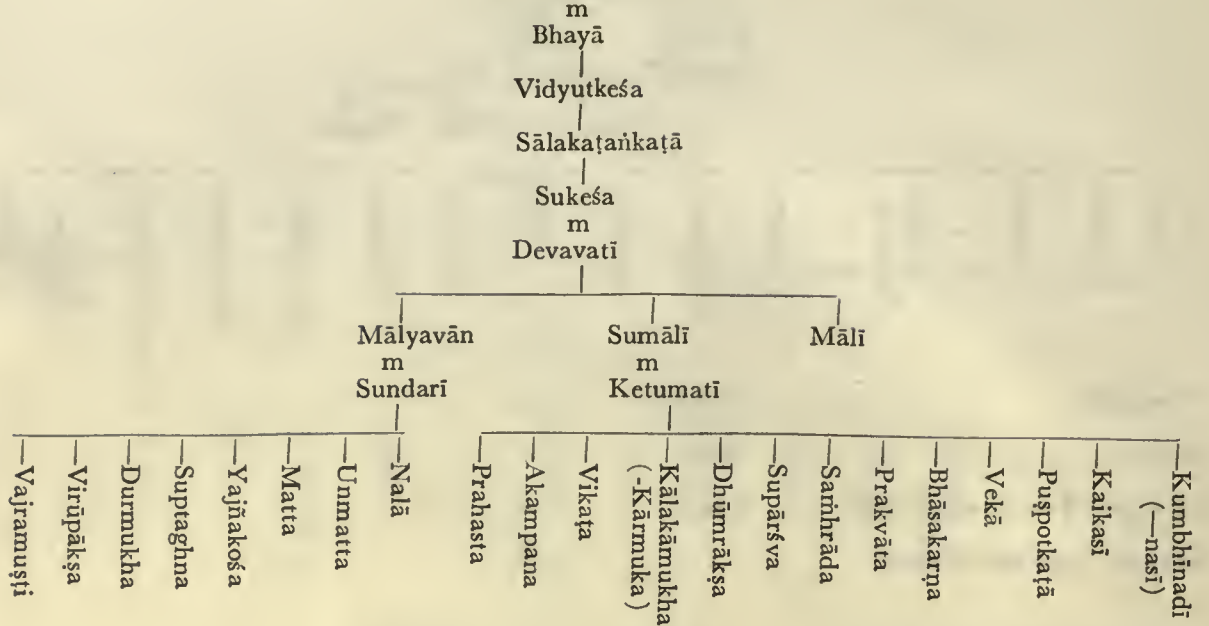 m
Bhayā
Vidyutkeśa
Sālakaṭaṅkaṭā
Sukeśa
m
Devavatī
Mālyavān
m
Sundarī
Sumālī
m
Ketumatī
Mālī
Vajramuṣṭi
Virūpākṣa
Durmukha
Suptaghna
Yajñakośa
Matta
Unmatta
Nalā
Prahasta
Akampana
Vikaṭa
Kālakāmukha
(-Kārmuka)
Dhūmrākṣa
Supārśva
Saṁhrāda
Prakvāta
Bhāsakarṇa
Vekā
Puṣpotkaṭā
Kaikasī
Kumbhīnadī
(—nasī)